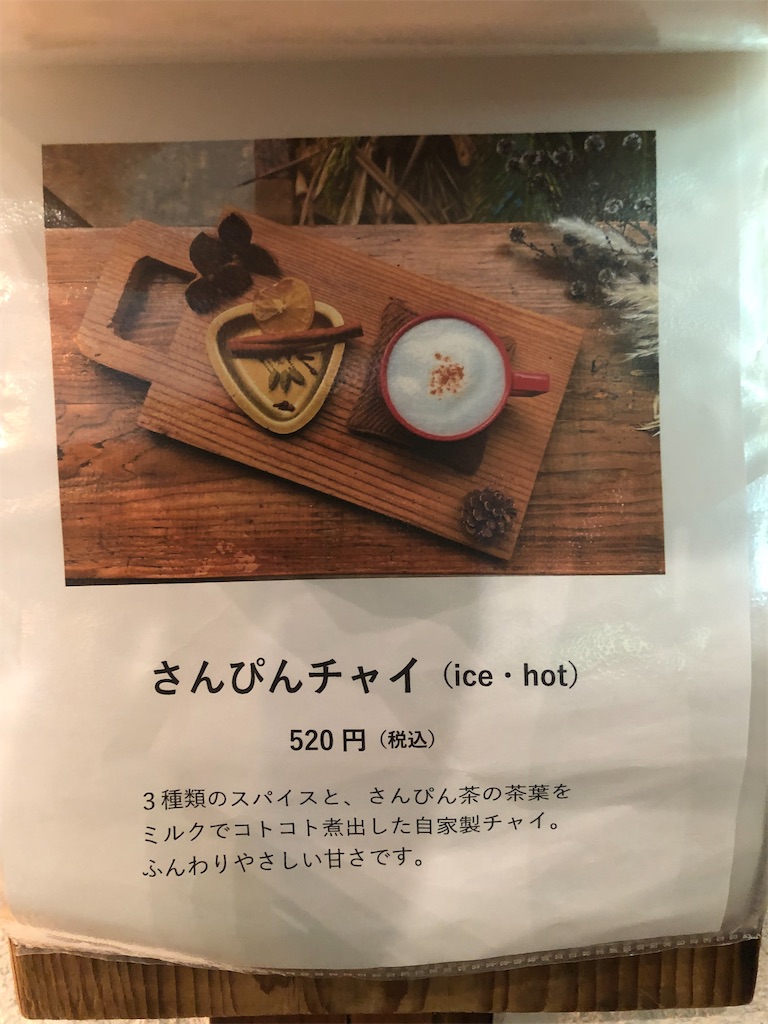 さんぴんチャイ（ice・hot）
520円（税込）
3種類のスパイスと、さんぴん茶の茶葉を
ミルクでコトコト煮出した自家製チャイ。
ふんわりやさしい甘さです。